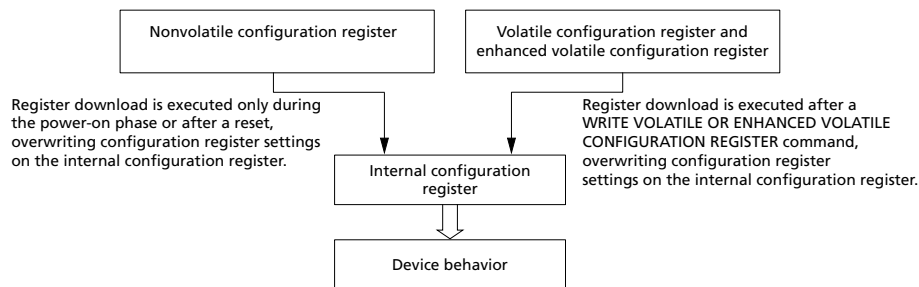 Nonvolatile configuration register
Volatile configuration register and
enhanced volatile configuration register
Register download is executed only during
the power-on phase or after a reset,
overwriting configuration register settings
on the internal configuration register.
Register download is executed after a
WRITE VOLATILE OR ENHANCED VOLATILE
CONFIGURATION REGISTER command,
overwriting configuration register
settings on the internal configuration register.
Internal configuration
register
Device behavior